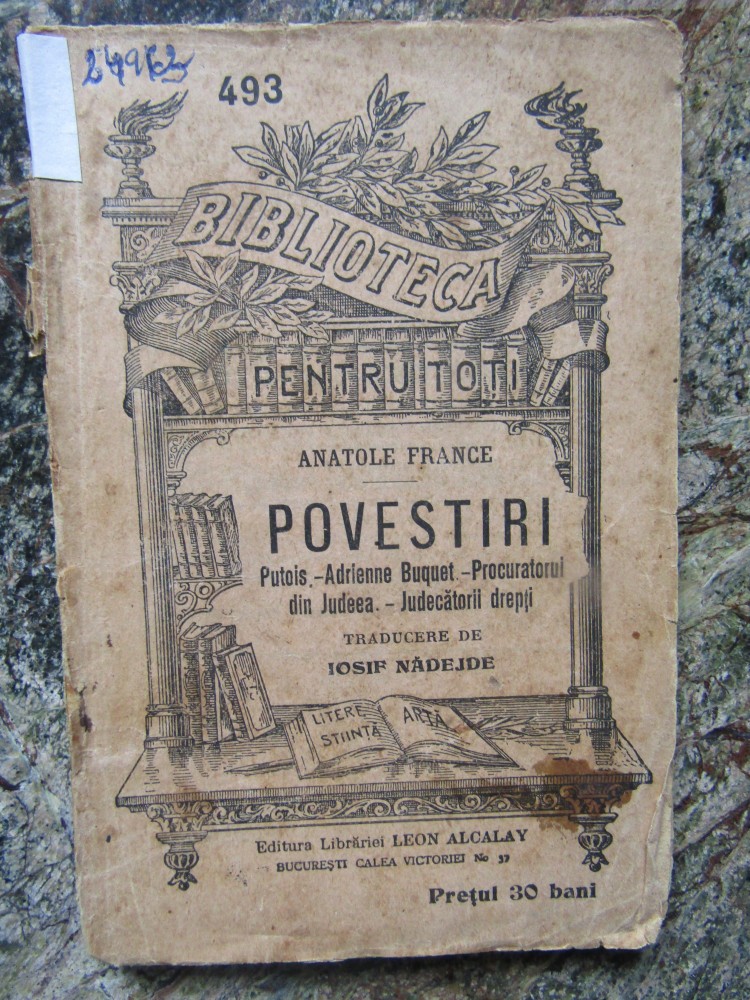 493
BIBLIOTECA
PENTRU TOȚI
ANATOLE FRANCE
POVESTIRI
Putois.–Adrienne Buquet.–Procuratorul
din Judeea. – Judecătorii drepți
TRADUCERE DE
IOSIF NĂDEJDE
LITERE
ȘTIINȚĂ
ARTĂ
Editura Librăriei LEON ALCALAY
BUCUREȘTI CALEA VICTORIEI No 37
Prețul 30 bani